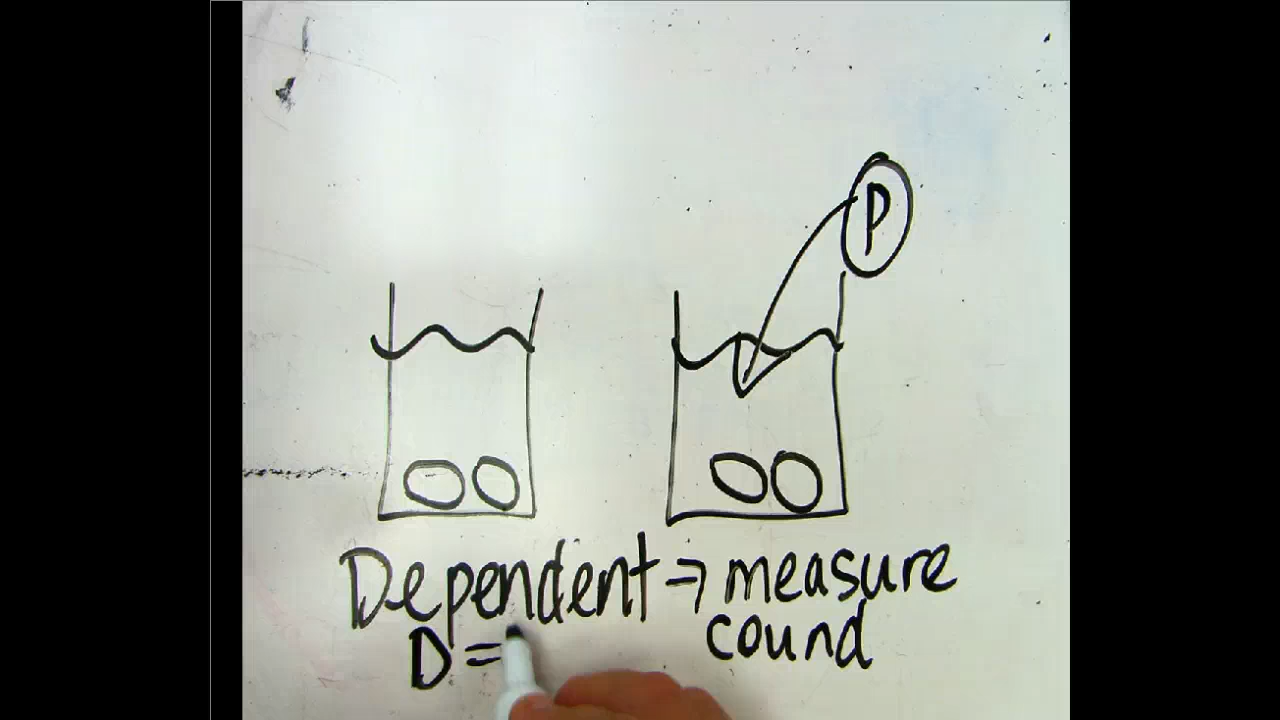 P
Dependent → measure
cound
D =